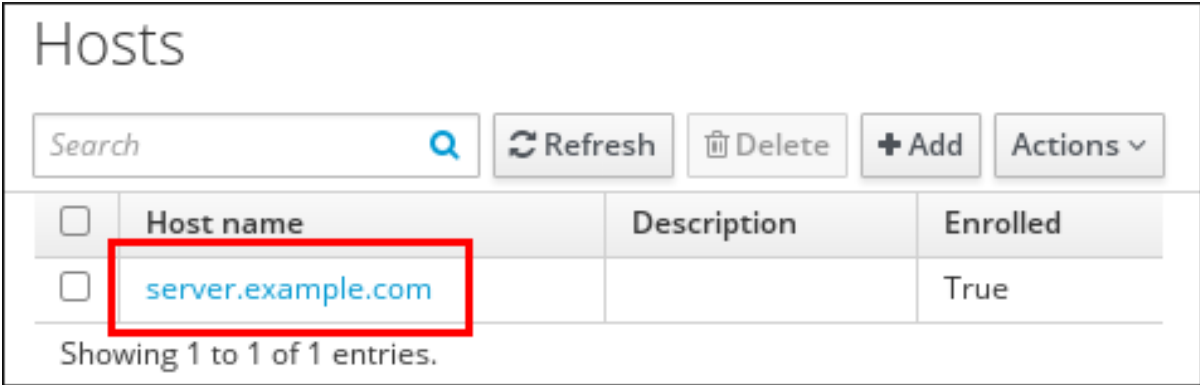 Hosts
Search Refresh Delete Add Actions
Host name Description Enrolled
server.example.com True
Showing 1 to 1 of 1 entries.